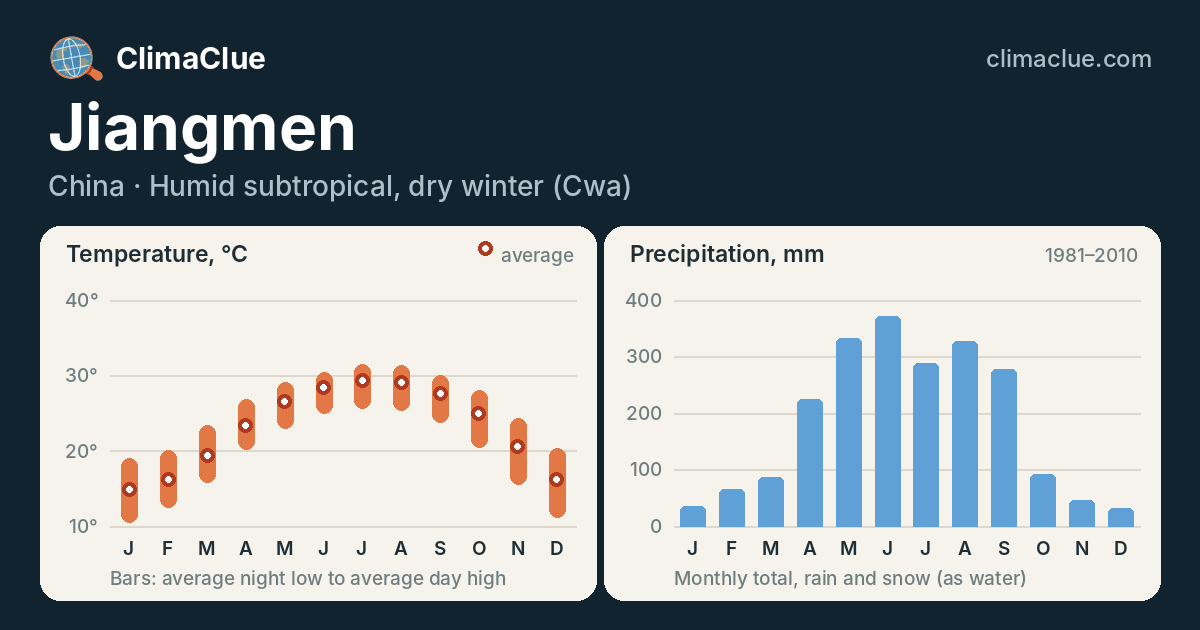 ClimaClue
climaclue.com
Jiangmen
China · Humid subtropical, dry winter (Cwa)
Temperature, °C
average
40°
30°
20°
10°
J F M A M J J A S O N D
Bars: average night low to average day high
Precipitation, mm
1981–2010
400
300
200
100
0
J F M A M J J A S O N D
Monthly total, rain and snow (as water)